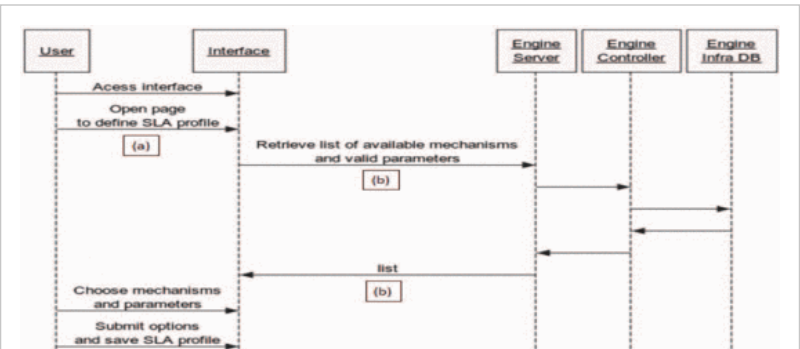 User
Interface
Engine
Server
Engine
Controller
Engine
Infra DB
Acess interface
Open page
to define SLA profile
(a)
Retrieve list of available mechanisms
and valid parameters
(b)
list
(b)
Choose mechanisms
and parameters
Submit options
and save SLA profile